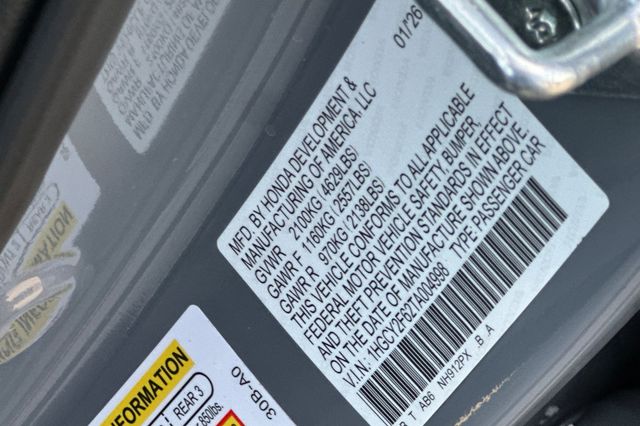 01/26
MFD. BY HONDA DEVELOPMENT &
MANUFACTURING OF AMERICA, LLC
GVWR 2100KG( 4629LBS)
GAWR F 1160KG( 2557LBS)
GAWR R 970KG( 2138LBS)
THIS VEHICLE CONFORMS TO ALL APPLICABLE
FEDERAL MOTOR VEHICLE SAFETY, BUMPER,
AND THEFT PREVENTION STANDARDS IN EFFECT
ON THE DATE OF MANUFACTURE SHOWN ABOVE.
V.I.N.: 1HGCY2F62TA004998 TYPE:PASSENGER CAR
T AB6 NH912PX B A
INFORMATION
REAR 3
850lbs.
30B-A0